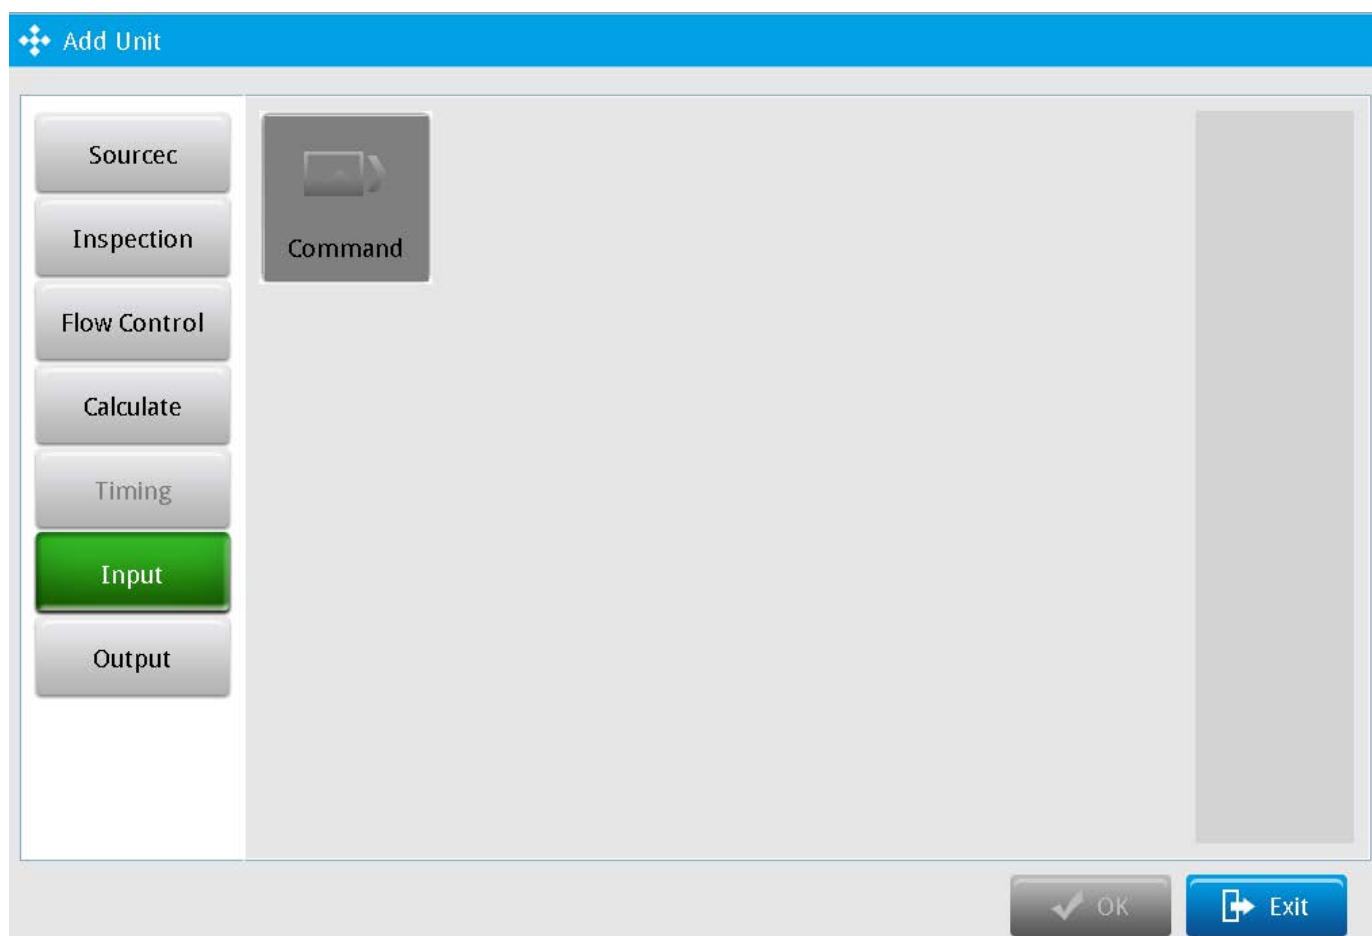 Add Unit
Sourcec
Inspection
Flow Control
Calculate
Timing
Input
Output
Command
OK
Exit